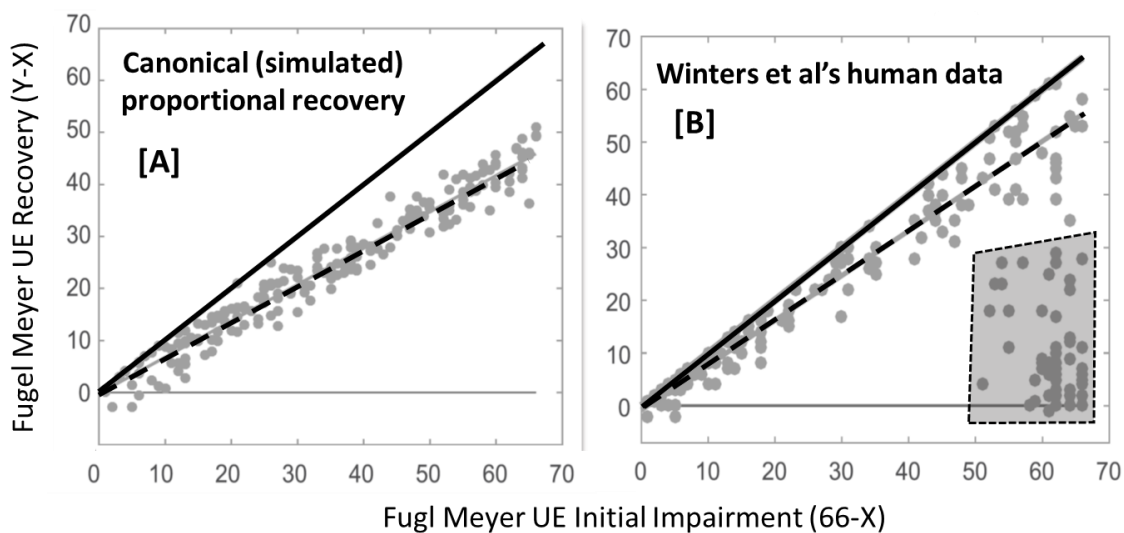 Fugel Meyer UE Recovery (Y-X)
70
60
50
40
30
20
10
0
Canonical (simulated)
proportional recovery
[A]
0 10 20 30 40 50 60 70
70
60
50
40
30
20
10
0
Winters et al’s human data
[B]
0 10 20 30 40 50 60 70
Fugl Meyer UE Initial Impairment (66-X)